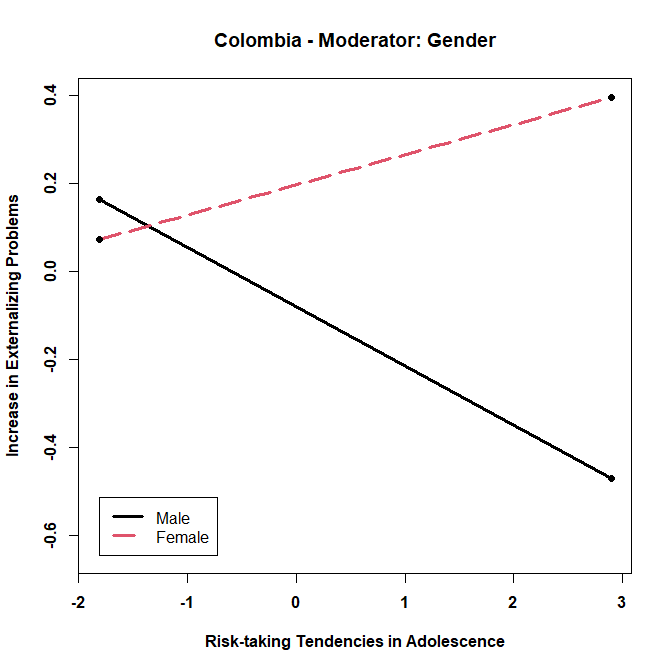 Colombia - Moderator: Gender
Increase in Externalizing Problems
0.4
0.2
0.0
-0.2
-0.4
-0.6
Male
Female
-2 -1 0 1 2 3
Risk-taking Tendencies in Adolescence